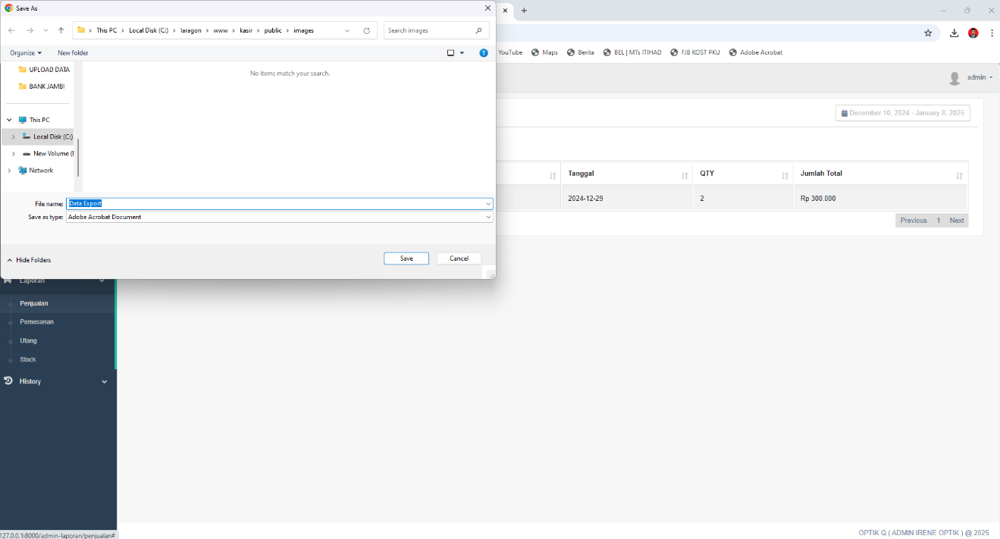 Save As
This PC > Local Disk (C:) > laragon > www > kasir > public > images
Search images
Organize
New folder
YouTube
Maps
Berita
BEL | MTs ITIHAD
FJB KOST PKU
Adobe Acrobat
UPLOAD DATA
BANK JAMBI
No items match your search.
admin
December 10, 2024 - January 8, 2025
This PC
Local Disk (C:)
New Volume (
Network
Tanggal
QTY
Jumlah Total
2024-12-29
2
Rp 300.000
File name: Data Export
Save as type: Adobe Acrobat Document
Previous
1
Next
Hide Folders
Save
Cancel
Laporan
Penjualan
Pemesanan
Utang
Stock
History
127.0.0.1:8000/admin-laporan/penjualan#
OPTIK Q ( ADMIN IRENE OPTIK ) @ 2025